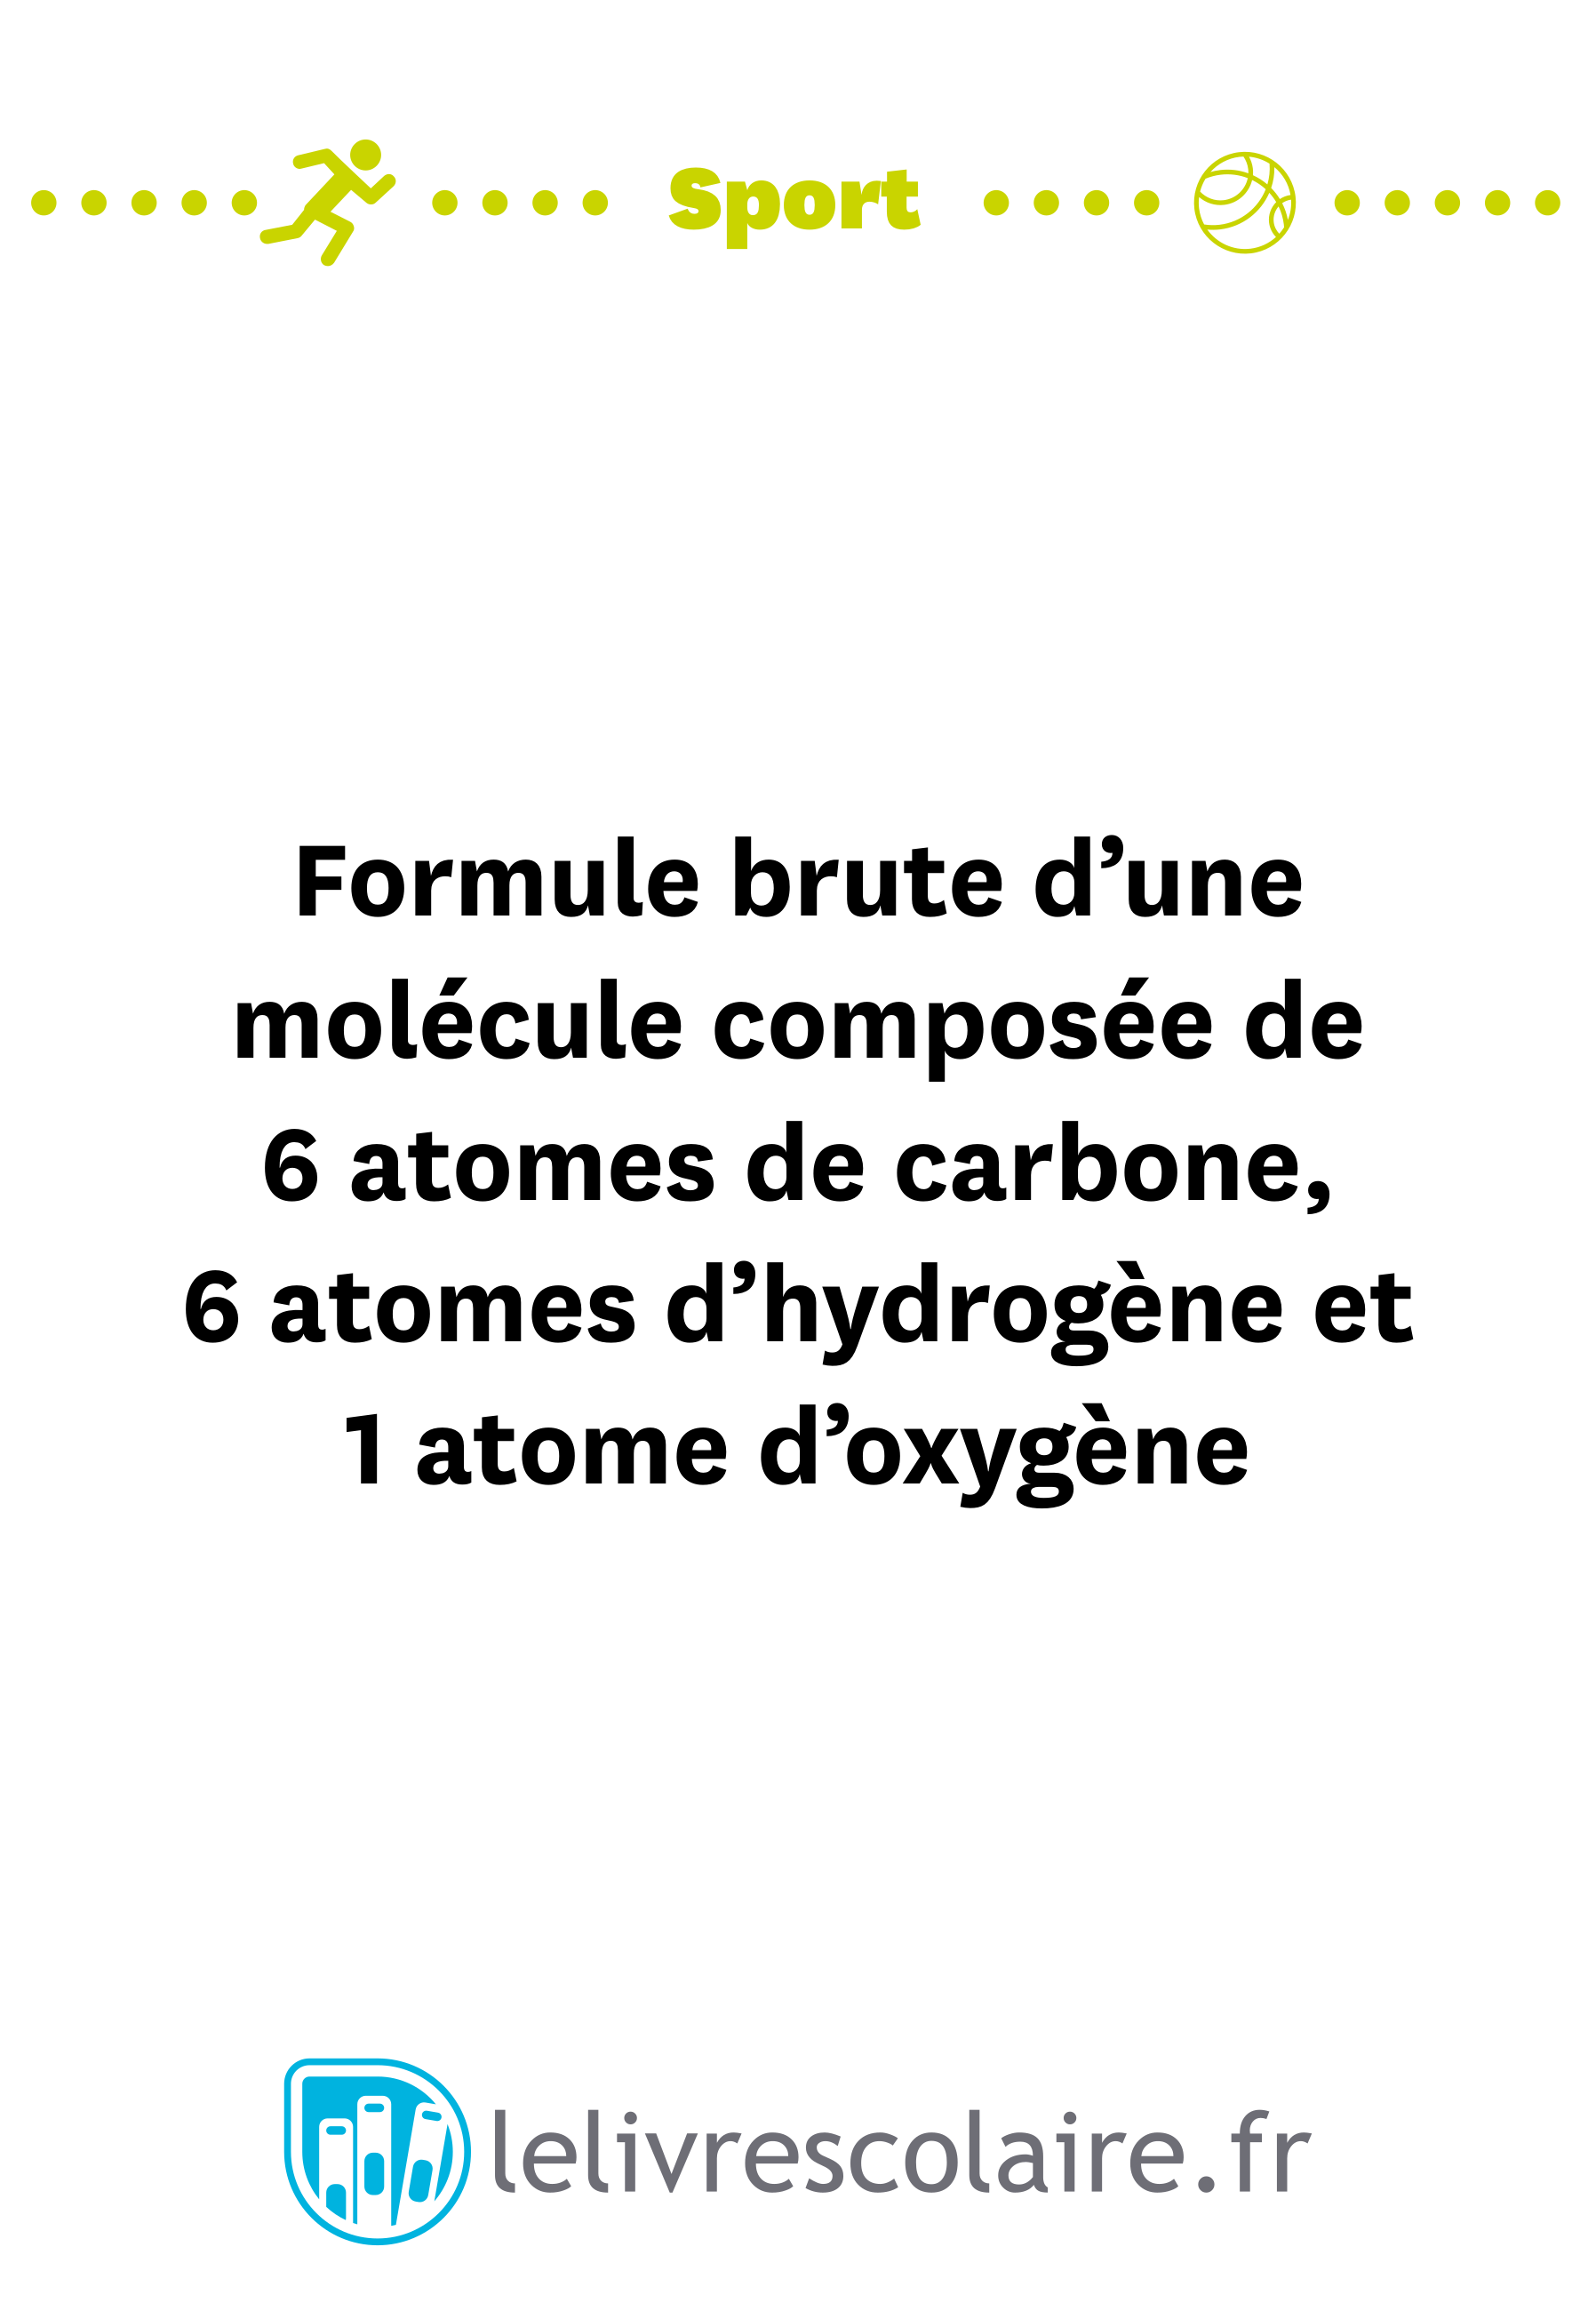 Sport
Formule brute d’une
molécule composée de
6 atomes de carbone,
6 atomes d’hydrogène et
1 atome d’oxygène
lelivrescolaire.fr